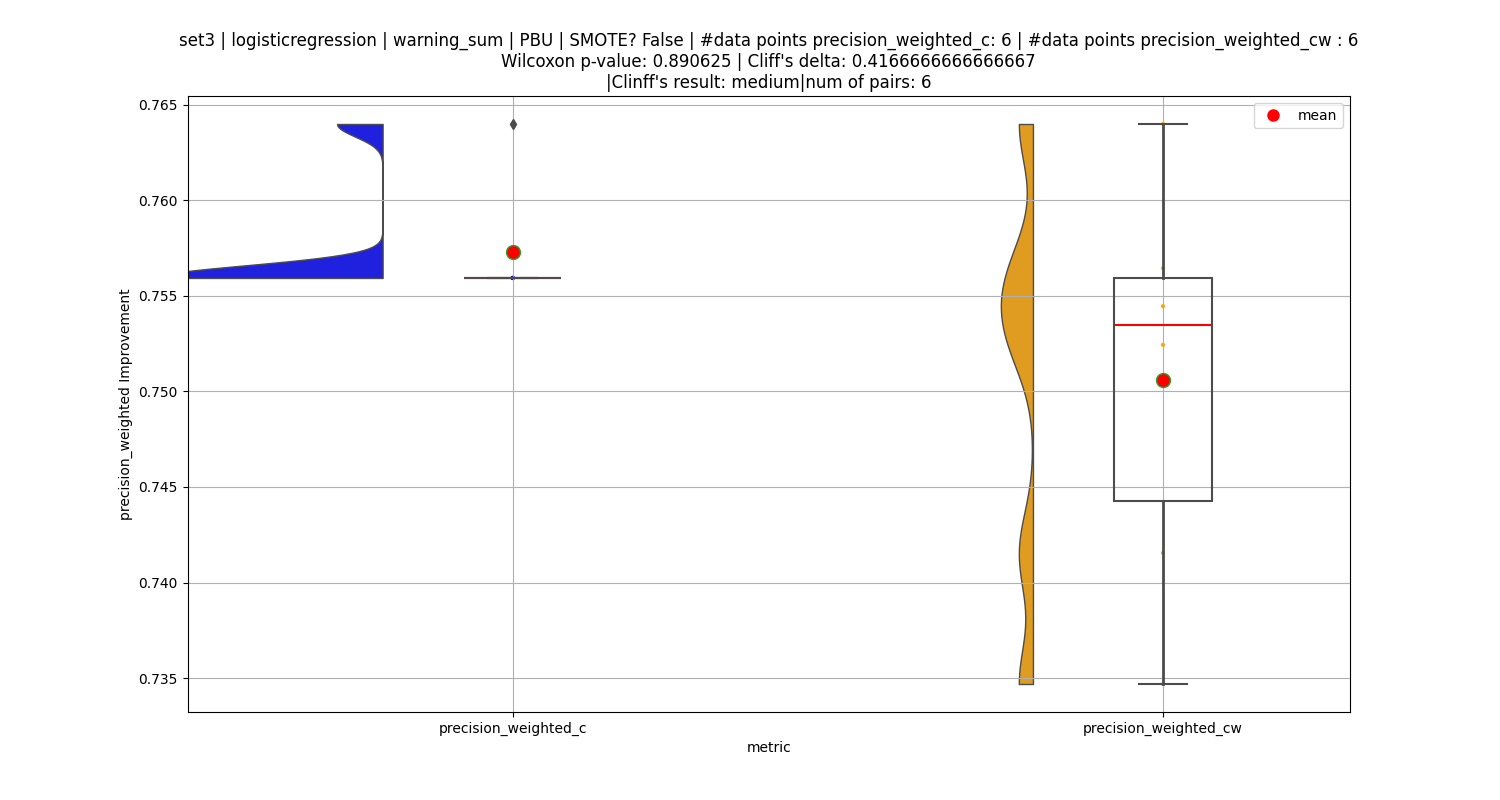 set3 | logisticregression | warning_sum | PBU | SMOTE? False | #data points precision_weighted_c: 6 | #data points precision_weighted_cw : 6
Wilcoxon p-value: 0.890625 | Cliff's delta: 0.4166666666666667
|Clinff's result: medium|num of pairs: 6
mean
0.765
0.760
0.755
0.750
0.745
0.740
0.735
precision_weighted Improvement
precision_weighted_c
precision_weighted_cw
metric